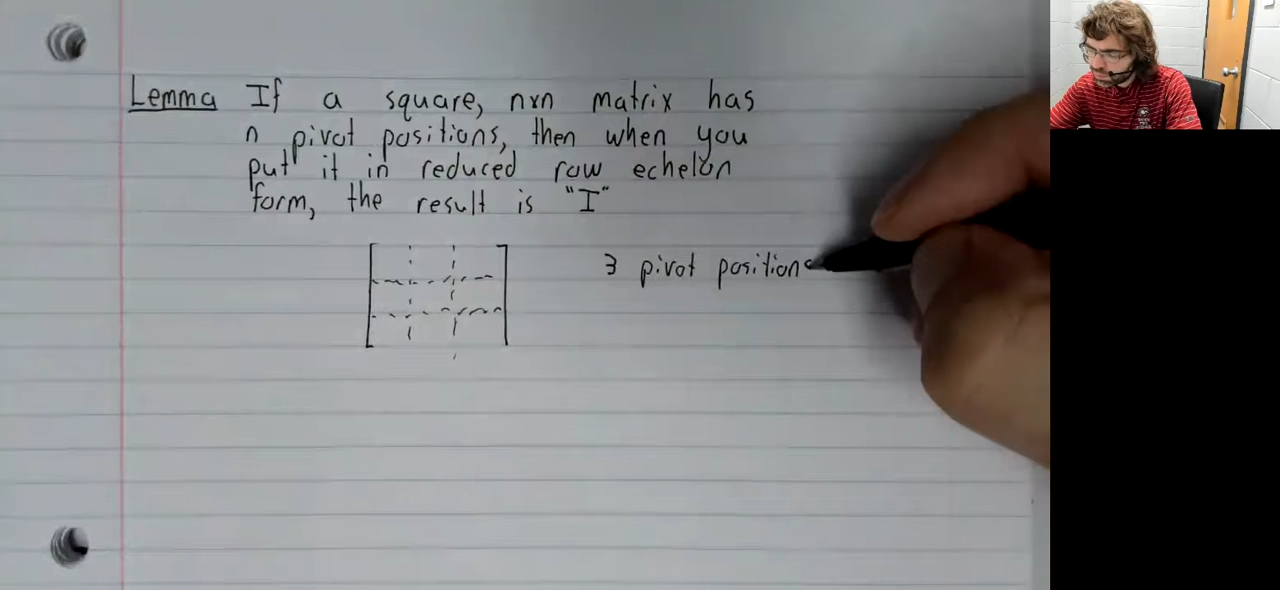 Lemma If a square, nxn matrix has
n pivot positions, then when you
put it in reduced row echelon
form, the result is "I"
3 pivot positions